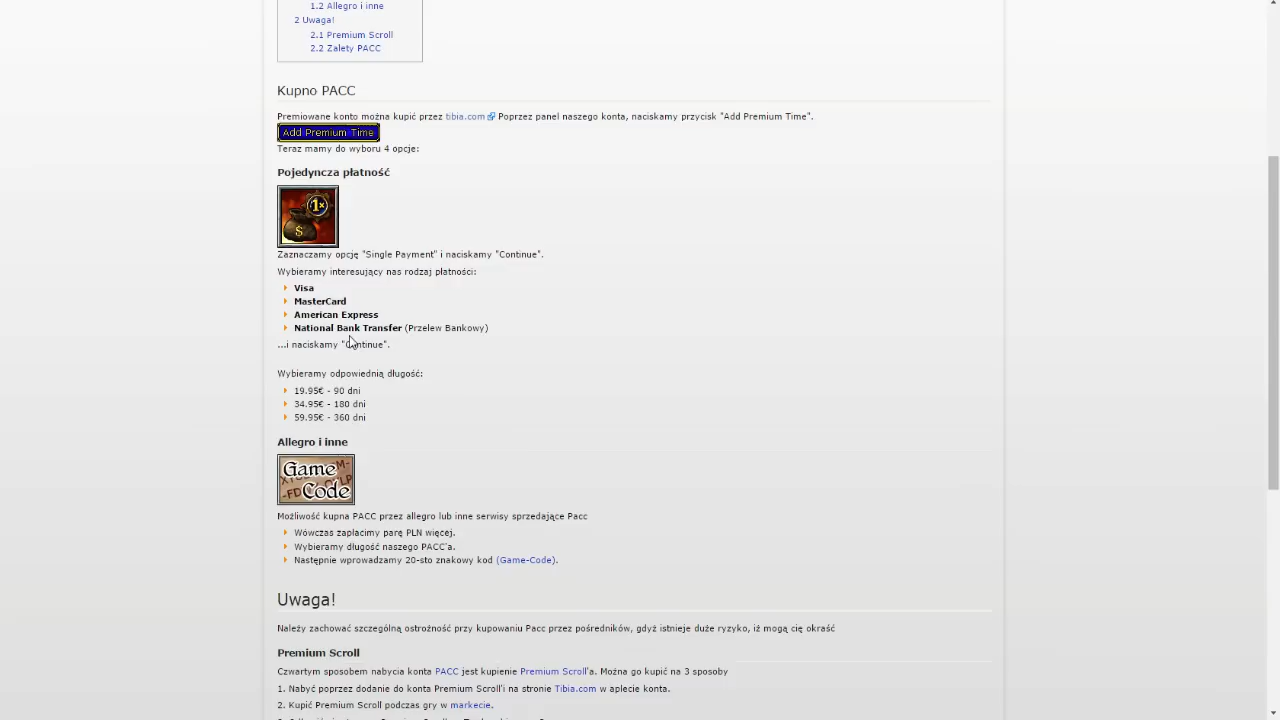 1.2 Allegro i inne
2 Uwaga!
2.1 Premium Scroll
2.2 Zalety PACC
Kupno PACC
Premiowane konto można kupić przez tibia.com Poprzez panel naszego konta, naciskamy przycisk "Add Premium Time".
Add Premium Time
Teraz mamy do wyboru 4 opcje:
Pojedyncza płatność
1x
$
Zaznaczamy opcję "Single Payment" i naciskamy "Continue".
Wybieramy interesujący nas rodzaj płatności:
Visa
MasterCard
American Express
National Bank Transfer (Przelew Bankowy)
...i naciskamy "Continue".
Wybieramy odpowiednią długość:
19.95€ - 90 dni
34.95€ - 180 dni
59.95€ - 360 dni
Allegro i inne
Game
Code
Możliwość kupna PACC przez allegro lub inne serwisy sprzedające Pacc
Wówczas zapłacimy parę PLN więcej.
Wybieramy długość naszego PACC'a.
Następnie wprowadzamy 20-sto znakowy kod (Game-Code).
Uwaga!
Należy zachować szczególną ostrożność przy kupowaniu Pacc przez pośredników, gdyż istnieje duże ryzyko, iż mogą cię okraść
Premium Scroll
Czwartym sposobem nabycia konta PACC jest kupienie Premium Scroll'a. Można go kupić na 3 sposoby
1. Nabyć poprzez dodanie do konta Premium Scroll'i na stronie Tibia.com w aplecie konta.
2. Kupić Premium Scroll podczas gry w markecie.